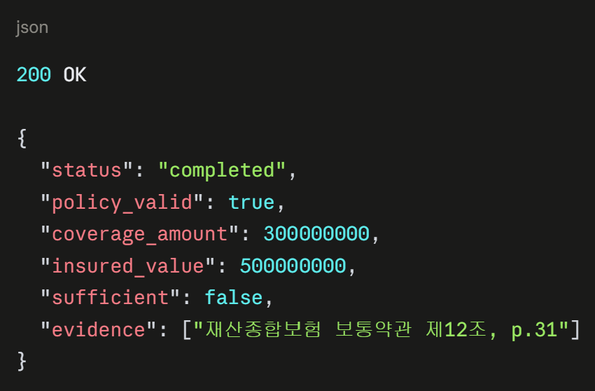 json
200 OK
{
"status": "completed",
"policy_valid": true,
"coverage_amount": 300000000,
"insured_value": 500000000,
"sufficient": false,
"evidence": ["재산종합보험 보통약관 제12조, p.31"]
}